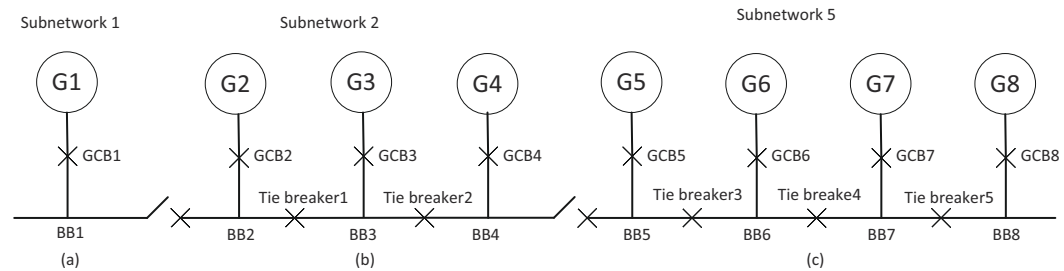 Subnetwork 1
Subnetwork 2
Subnetwork 5
G1
G2
G3
G4
G5
G6
G7
G8
GCB1
GCB2
GCB3
GCB4
GCB5
GCB6
GCB7
GCB8
Tie breaker1
Tie breaker2
Tie breaker3
Tie breake4
Tie breaker5
BB1
BB2
BB3
BB4
BB5
BB6
BB7
BB8
(a)
(b)
(c)